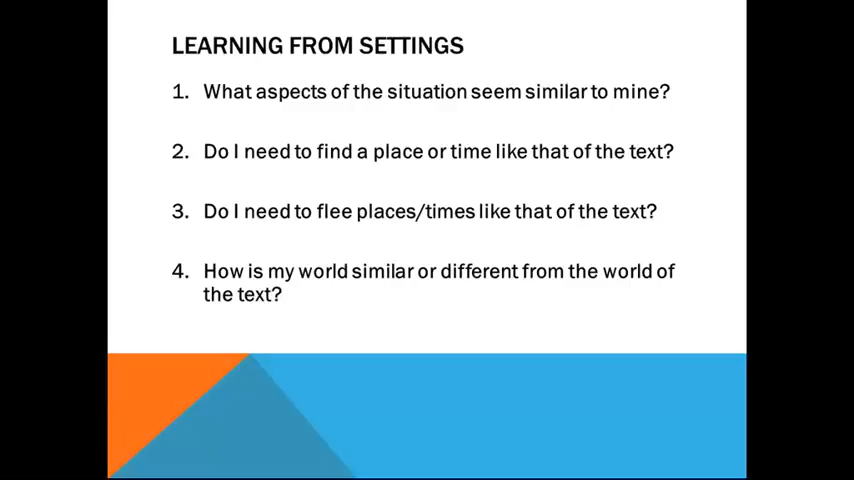 LEARNING FROM SETTINGS
1. What aspects of the situation seem similar to mine?
2. Do I need to find a place or time like that of the text?
3. Do I need to flee places/times like that of the text?
4. How is my world similar or different from the world of
the text?